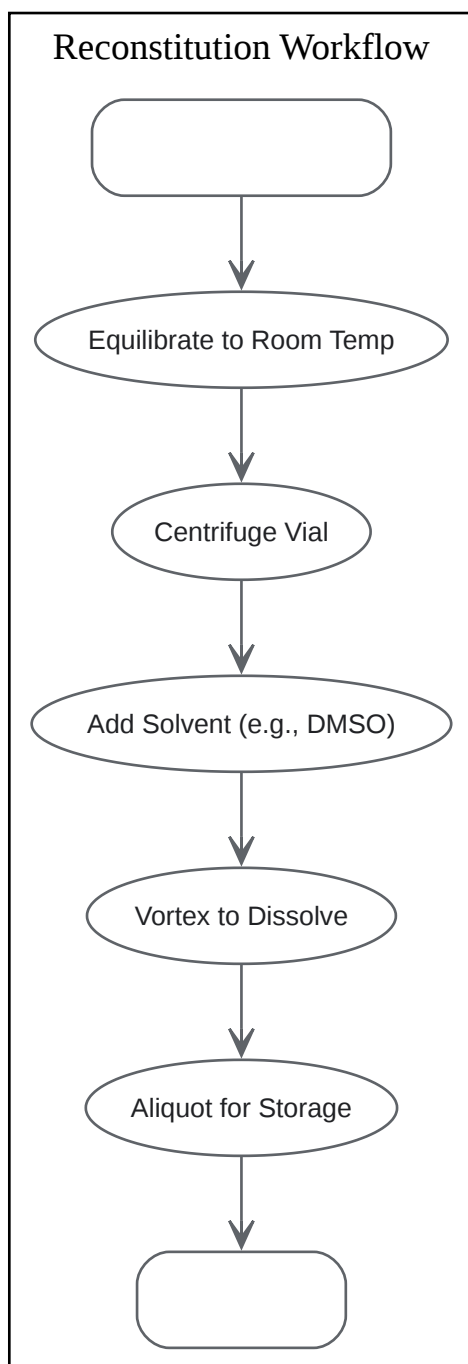 Reconstitution Workflow
Equilibrate to Room Temp
Centrifuge Vial
Add Solvent (e.g., DMSO)
Vortex to Dissolve
Aliquot for Storage